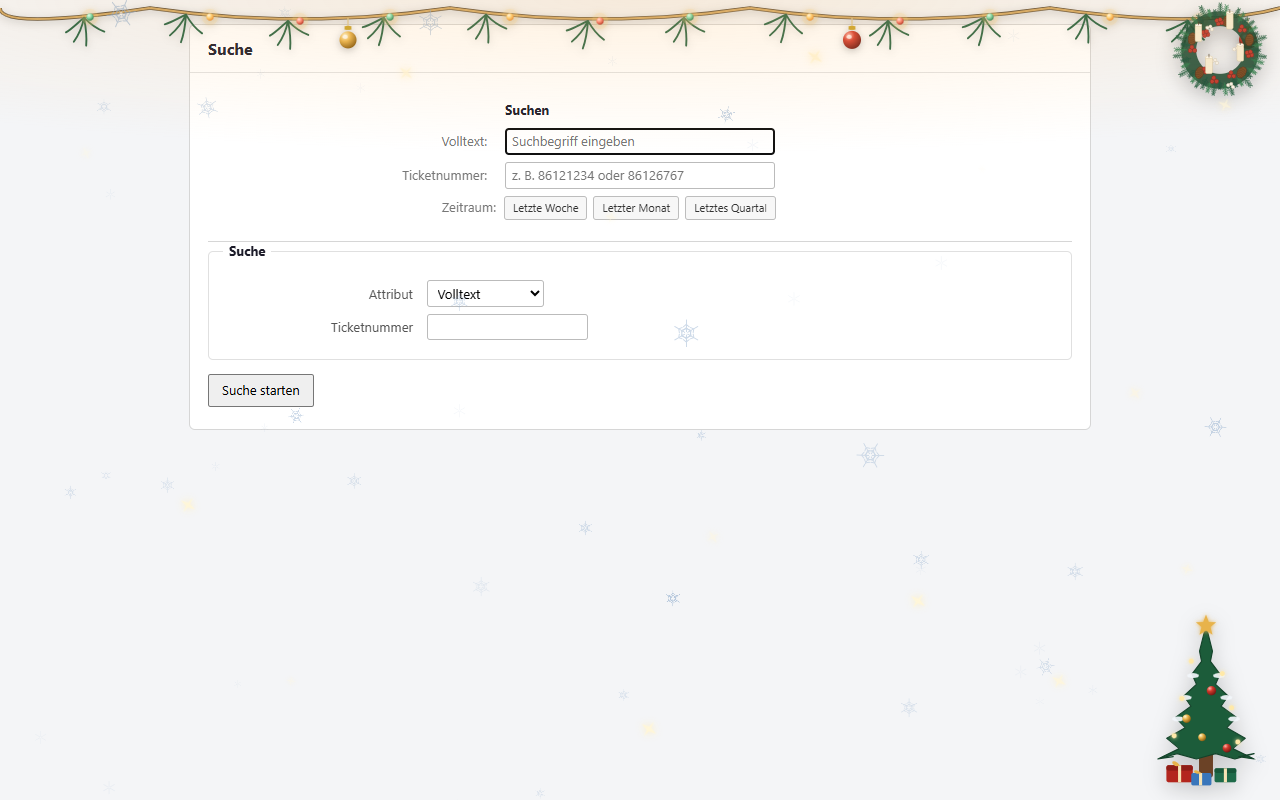 Suche
Suchen
Volltext: Suchbegriff eingeben
Ticketnummer: z. B. 86121234 oder 86126767
Zeitraum: Letzte Woche Letzter Monat Letztes Quartal
Suche
Attribut Volltext
Ticketnummer
Suche starten